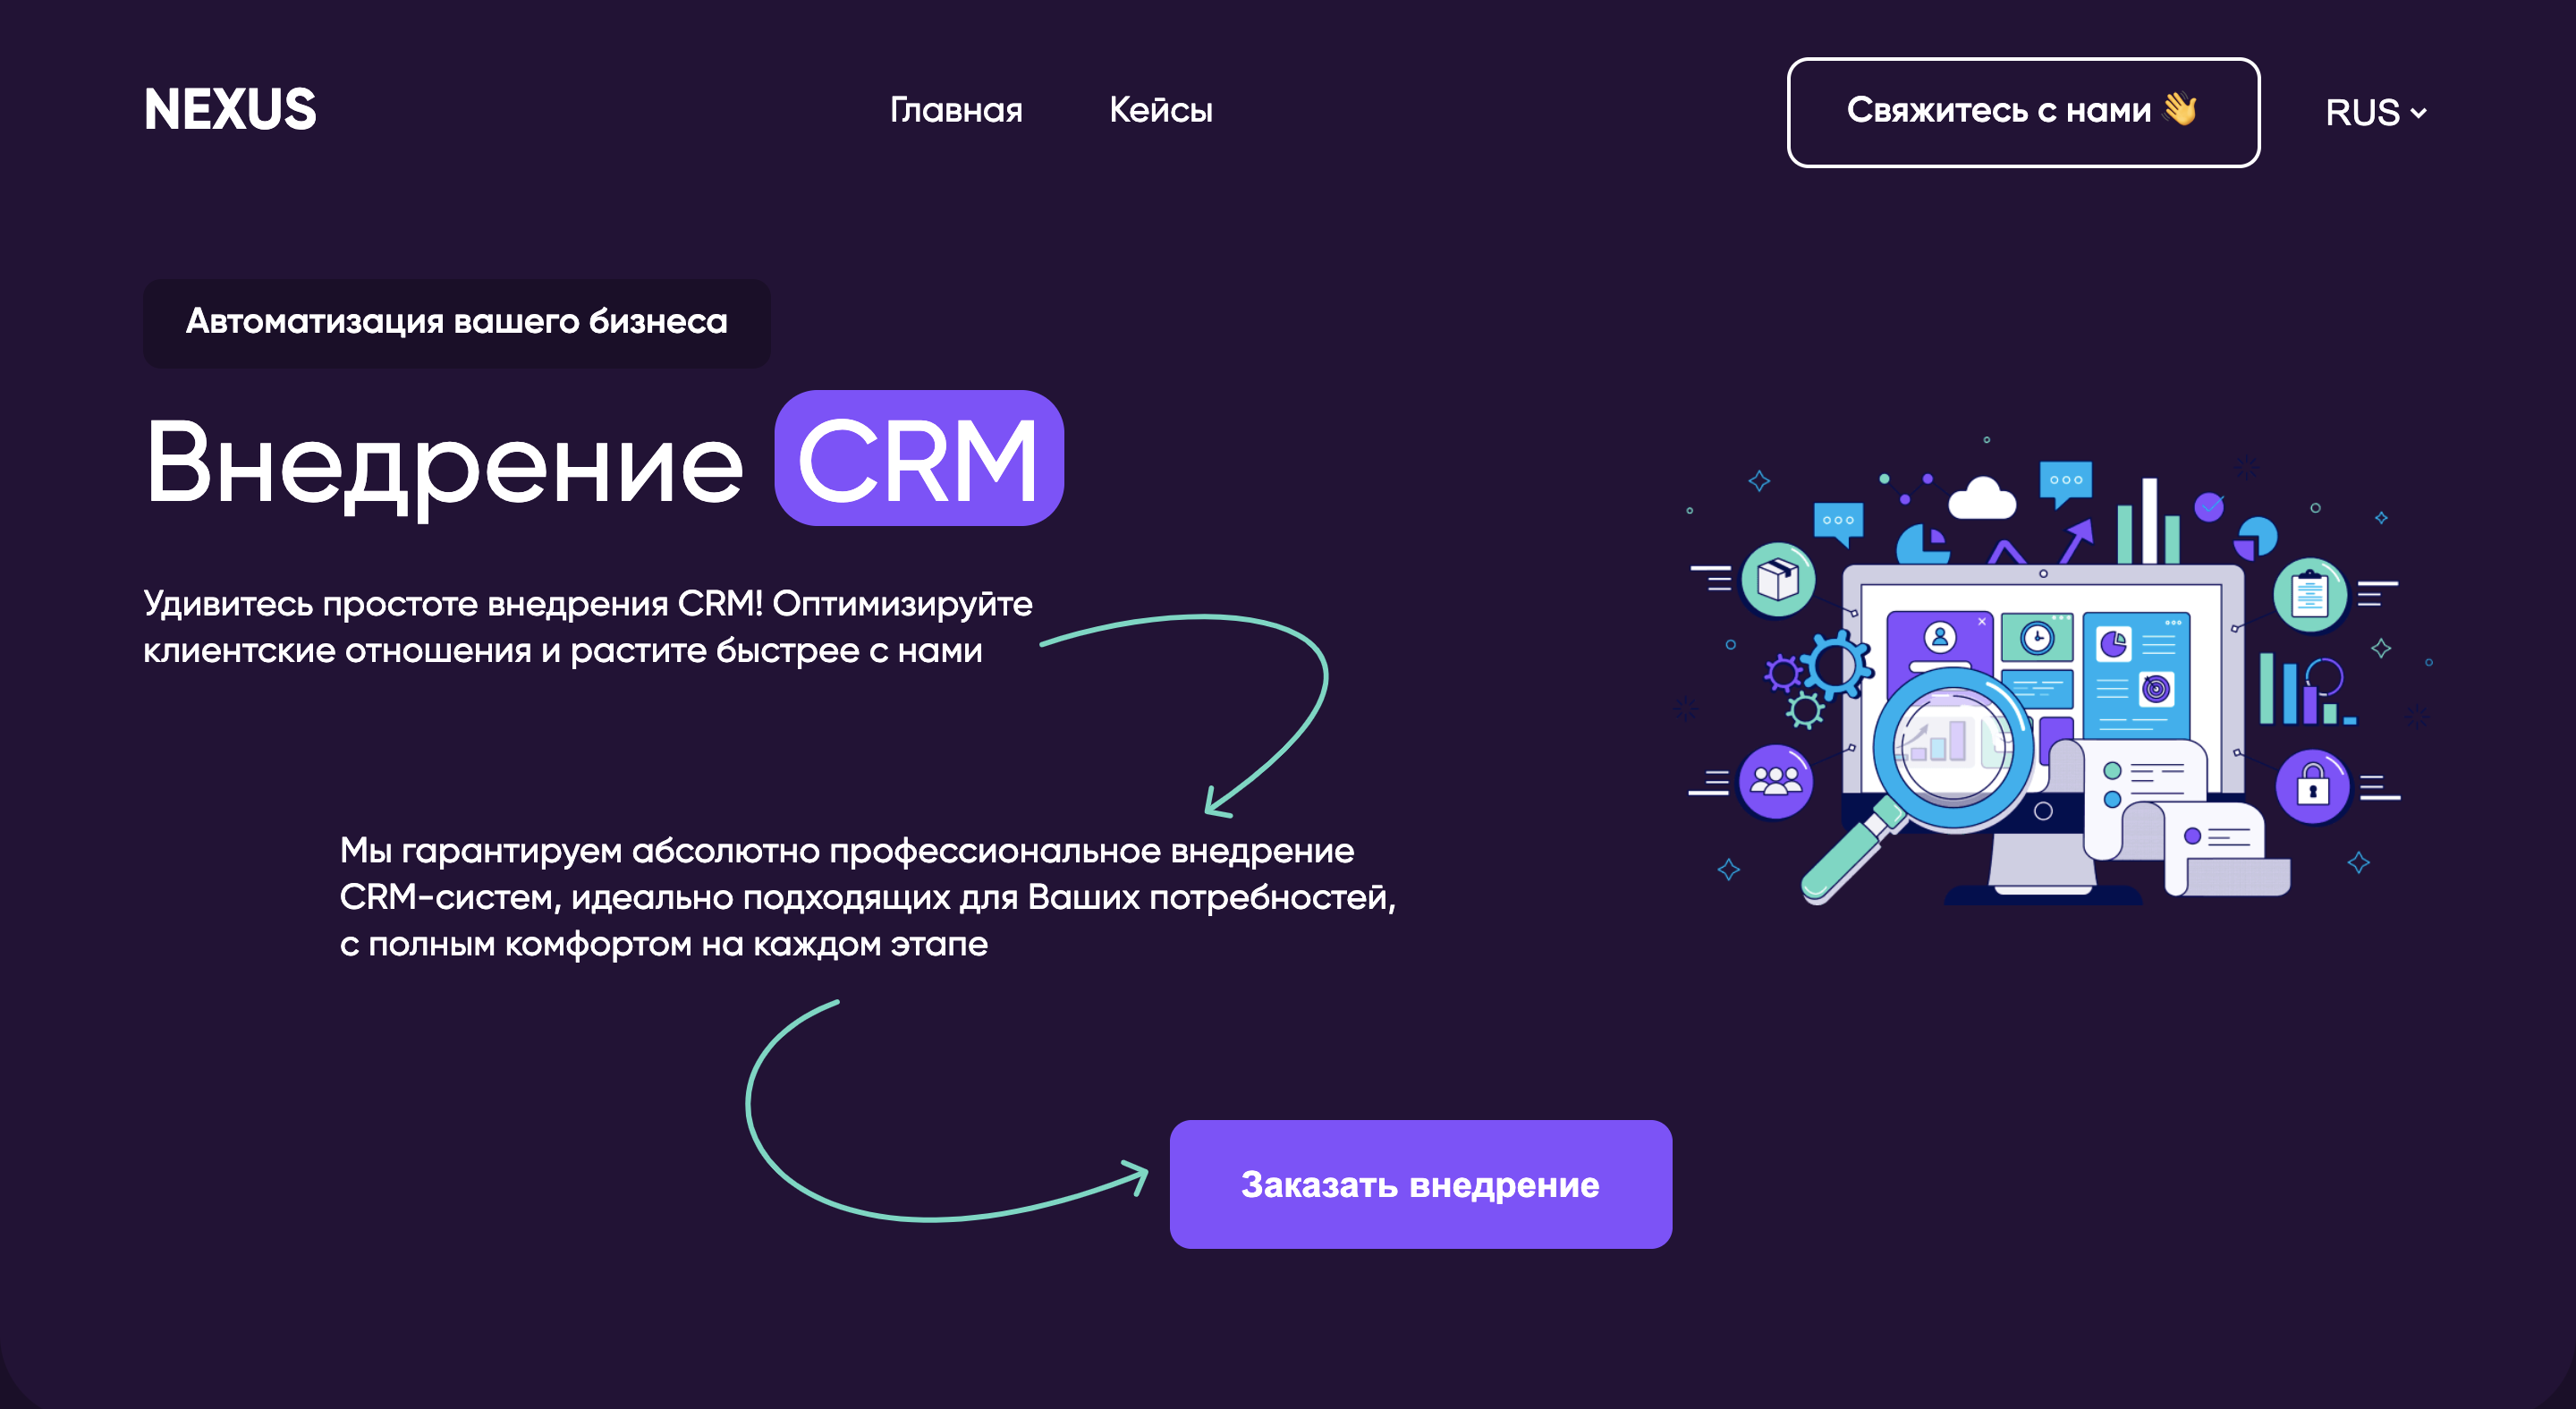 NEXUS
Главная
Кейсы
Свяжитесь с нами 👋
RUS
Автоматизация вашего бизнеса
Внедрение CRM
Удивитесь простоте внедрения CRM! Оптимизируйте
клиентские отношения и растите быстрее с нами
Мы гарантируем абсолютно профессиональное внедрение
CRM-систем, идеально подходящих для Ваших потребностей,
с полным комфортом на каждом этапе
Заказать внедрение